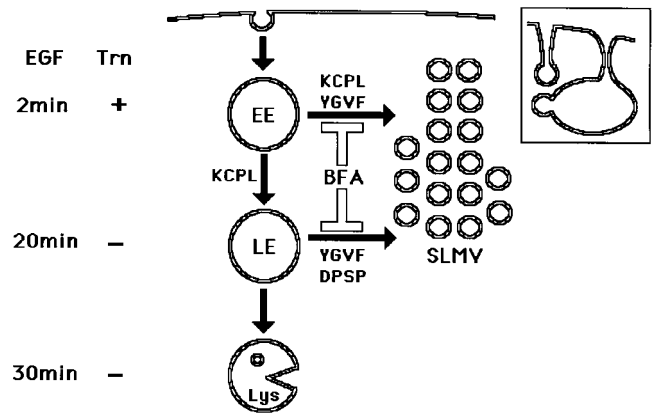 EGF Trn
KCPL
YGVF
2min +
EE
KCPL
BFA
20min –
LE
YGVF
DPSP
SLMV
30min –
Lys